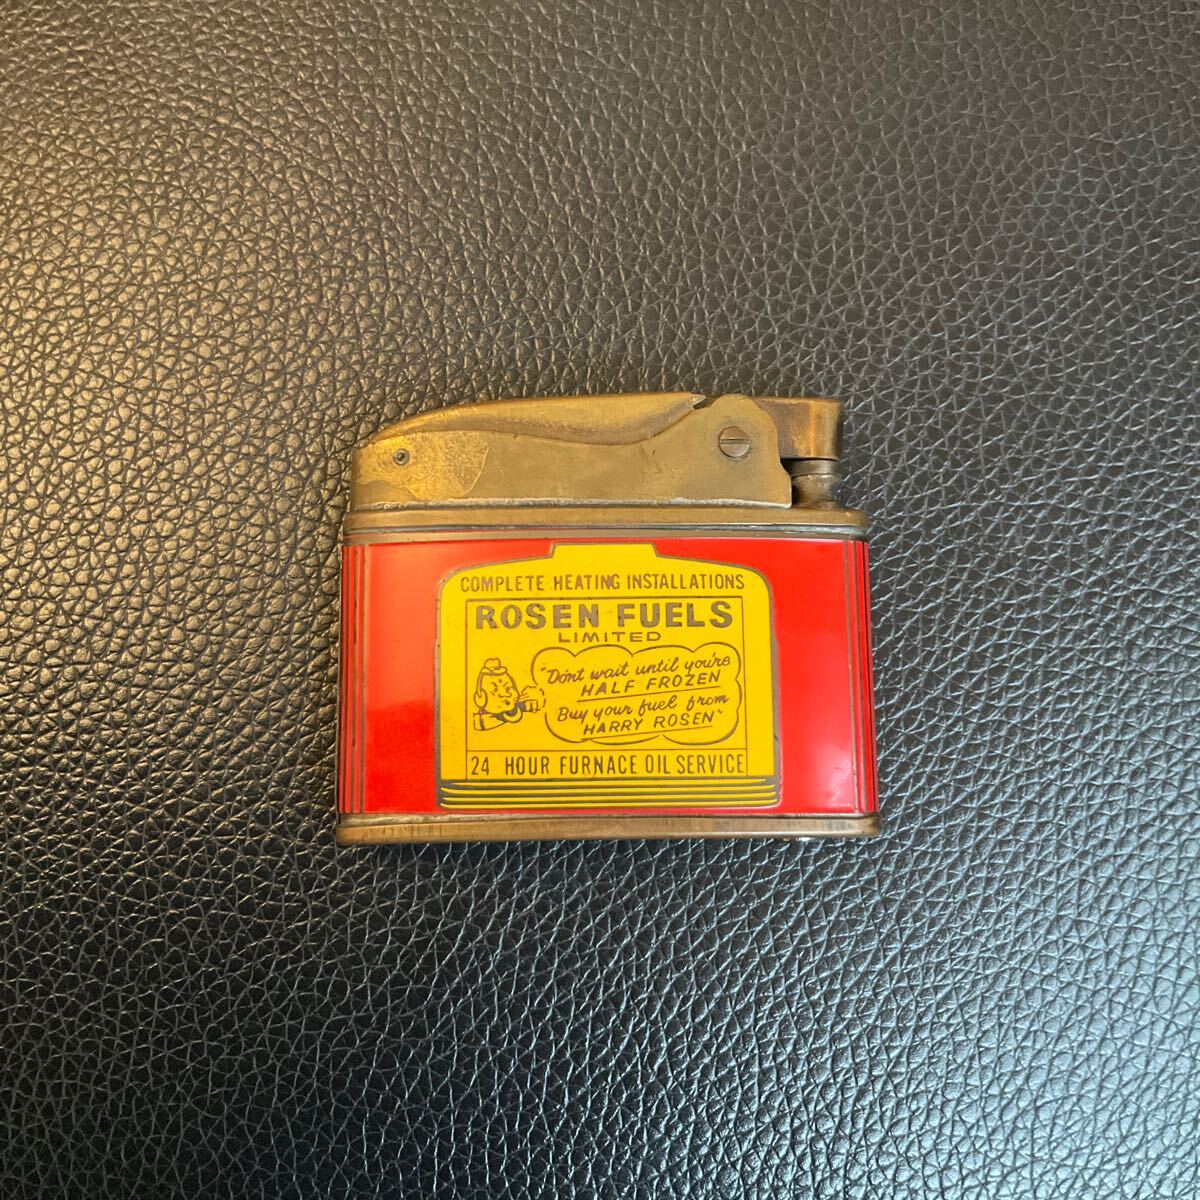 COMPLETE HEATING INSTALLATIONS
ROSEN FUELS
LIMITED
"Don't wait until you're
HALF FROZEN
Buy your fuel from
HARRY ROSEN"
24 HOUR FURNACE OIL SERVICE